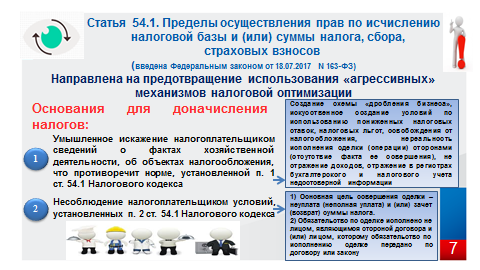 Статья 54.1. Пределы осуществления прав по исчислению
налоговой базы и (или) суммы налога, сбора,
страховых взносов
(введена Федеральным законом от 18.07.2017 N 163-ФЗ)
Направлена на предотвращение использования «агрессивных»
механизмов налоговой оптимизации
Основания для доначисления
налогов:
1
Умышленное искажение налогоплательщиком
сведений о фактах хозяйственной
деятельности, об объектах налогообложения,
что противоречит норме, установленной п. 1
ст. 54.1 Налогового кодекса
2
Несоблюдение налогоплательщиком условий,
установленных п. 2 ст. 54.1 Налогового кодекса
Создание схемы «дробления бизнеса»,
искусственное создание условий по
использованию пониженных налоговых
ставок, налоговых льгот, освобождения от
налогообложения, нереальность
исполнения сделки (операции) сторонами
(отсутствие факта ее совершения), не
отражение доходов, отражение в регистрах
бухгалтерского и налогового учета
недостоверной информации
1) Основная цель совершения сделки –
неуплата (неполная уплата) и (или) зачет
(возврат) суммы налога.
2) Обязательство по сделке исполнено не
лицом, являющимся стороной договора и
(или) лицом, которому обязательство по
исполнению сделке передано по
договору или закону
7